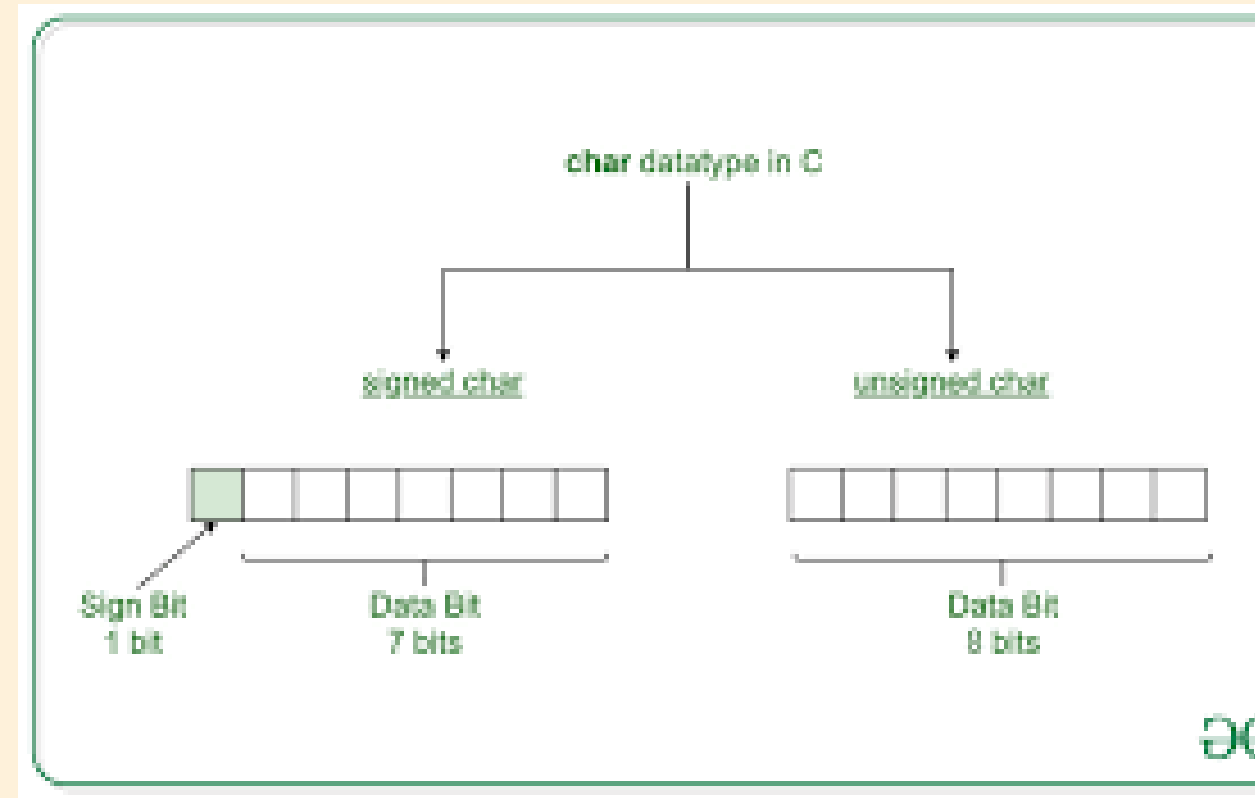 char datatype in C
signed char
unsigned char
Sign Bit
1 bit
Data Bit
7 bits
Data Bit
8 bits